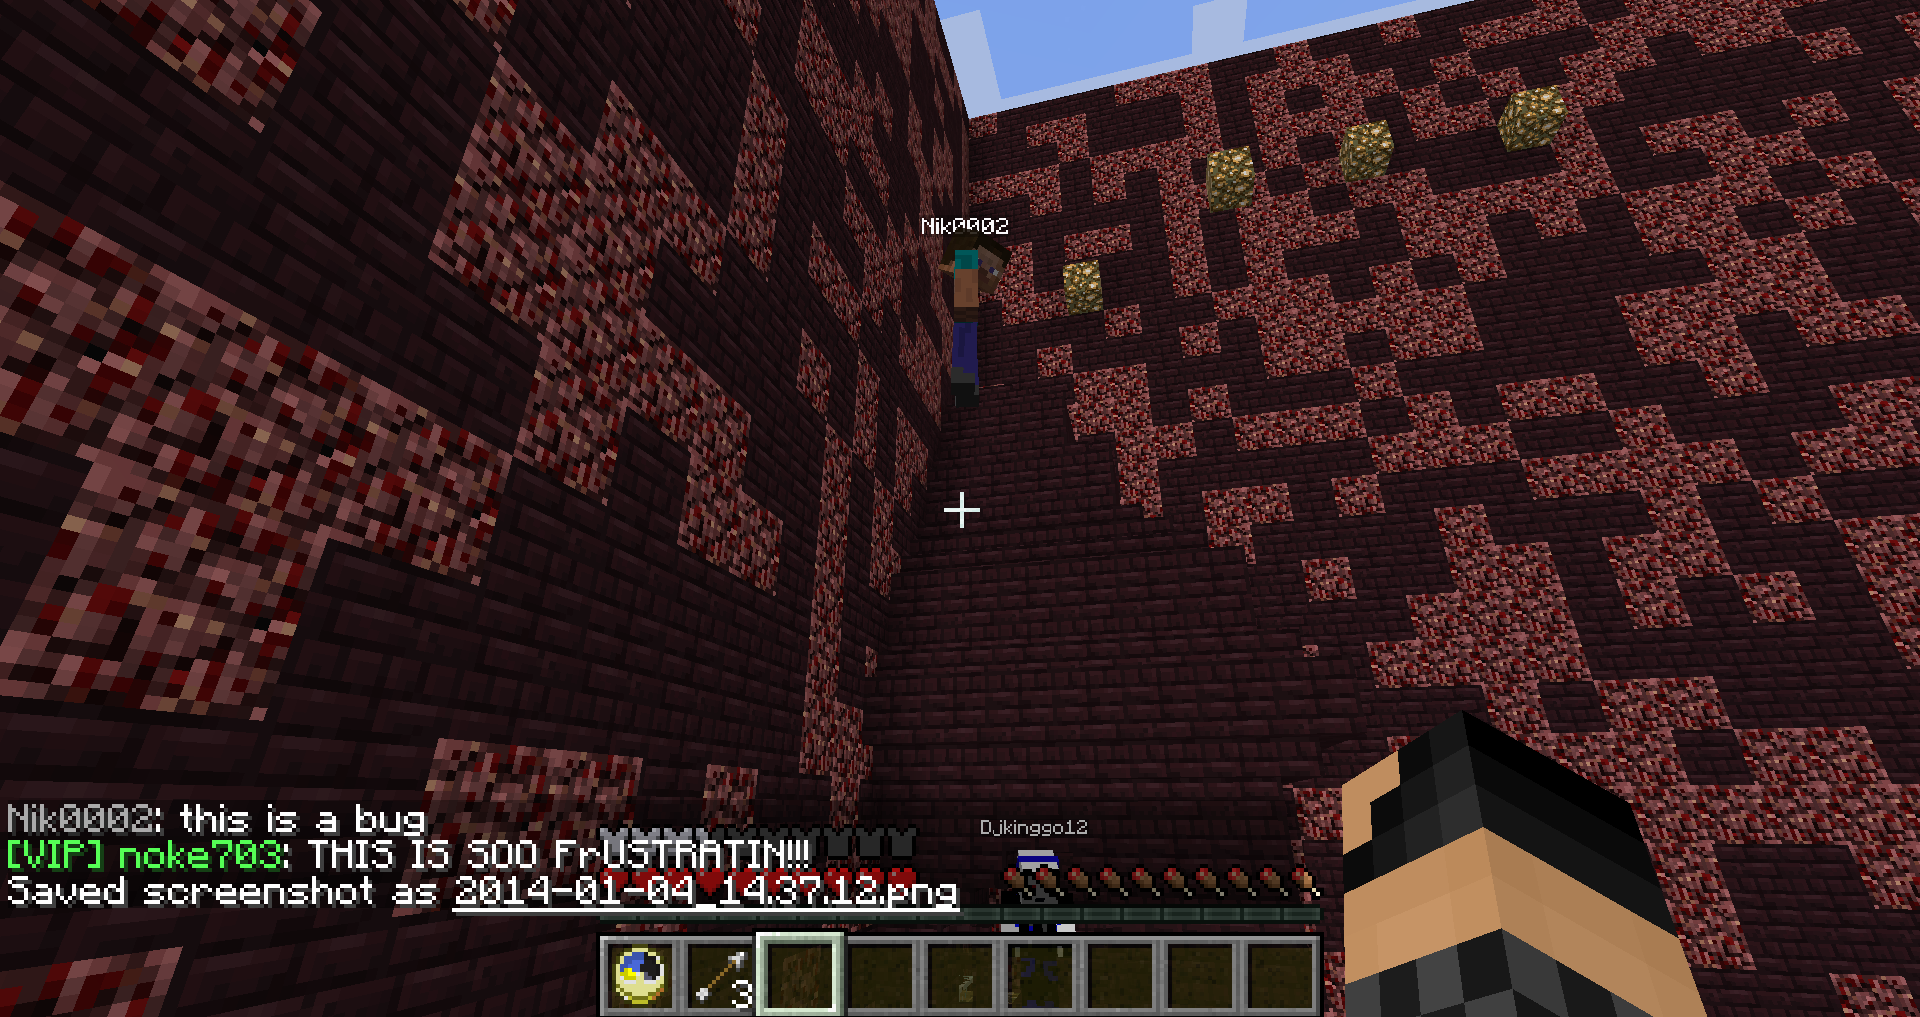 Nik0002
Nik0002: this is a bug
[VIP] noke703: THIS IS SOO FrUSTRATIN!!!
Djkinggo12
Saved screenshot as 2014-01-04_14.37.12.png
3